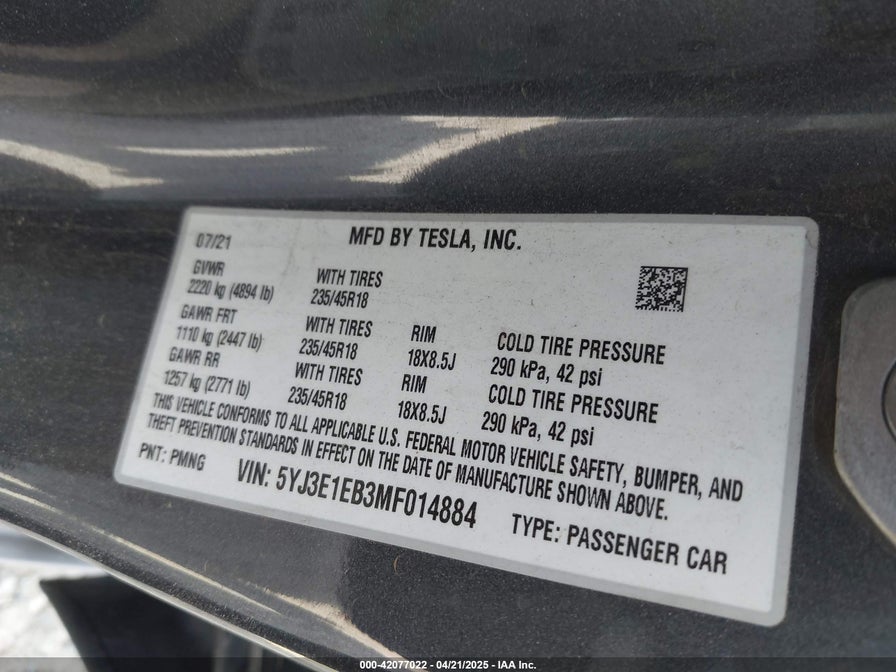 07/21 MFD BY TESLA, INC.
GVWR
2220 kg (4894 lb) WITH TIRES
235/45R18
GAWR FRT
1110 kg (2447 lb) WITH TIRES
235/45R18 RIM
18X8.5J COLD TIRE PRESSURE
290 kPa, 42 psi
GAWR RR
1257 kg (2771 lb) WITH TIRES
235/45R18 RIM
18X8.5J COLD TIRE PRESSURE
290 kPa, 42 psi
THIS VEHICLE CONFORMS TO ALL APPLICABLE U.S. FEDERAL MOTOR VEHICLE SAFETY, BUMPER, AND
THEFT PREVENTION STANDARDS IN EFFECT ON THE DATE OF MANUFACTURE SHOWN ABOVE.
PNT: PMNG VIN: 5YJ3E1EB3MF014884 TYPE: PASSENGER CAR
000-42077022 - 04/21/2025 - IAA Inc.